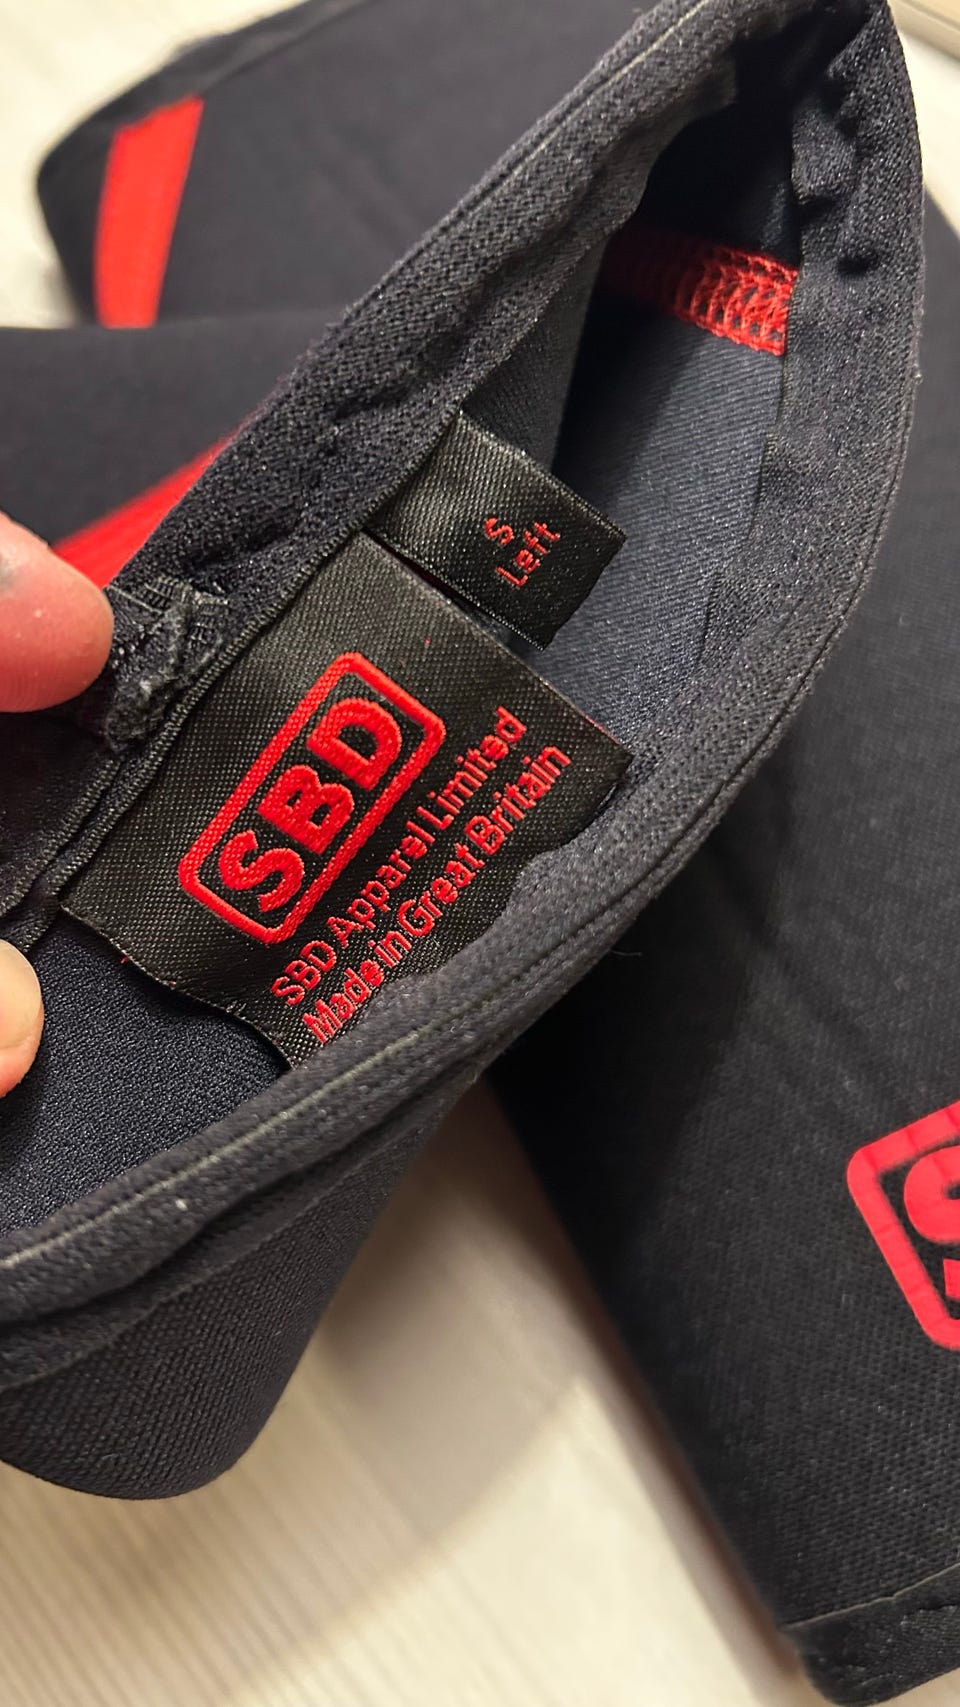 S
Left
SBD
SBD Apparel Limited
Made in Great Britain
S